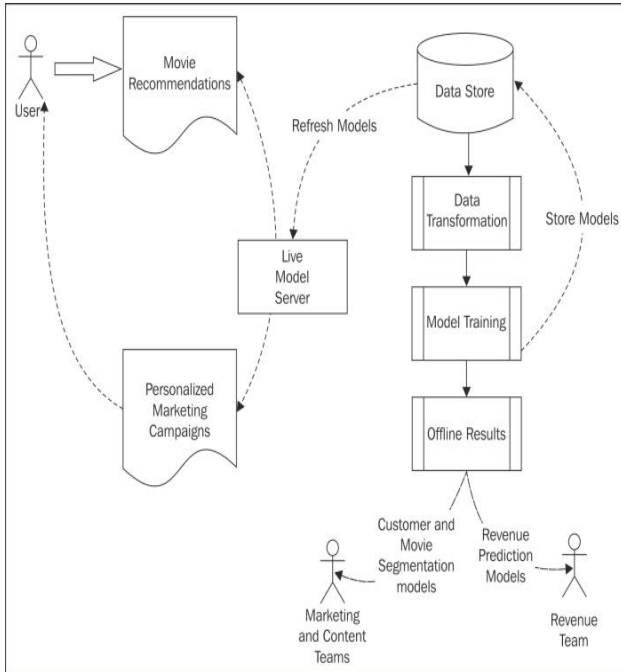 Movie
Recommendations
User
Data Store
Refresh Models
Data
Transformation
Store Models
Live
Model
Server
Model Training
Personalized
Marketing
Campaigns
Offline Results
Customer and
Movie
Segmentation
models
Revenue
Prediction
Models
Marketing
and Content
Teams
Revenue
Team